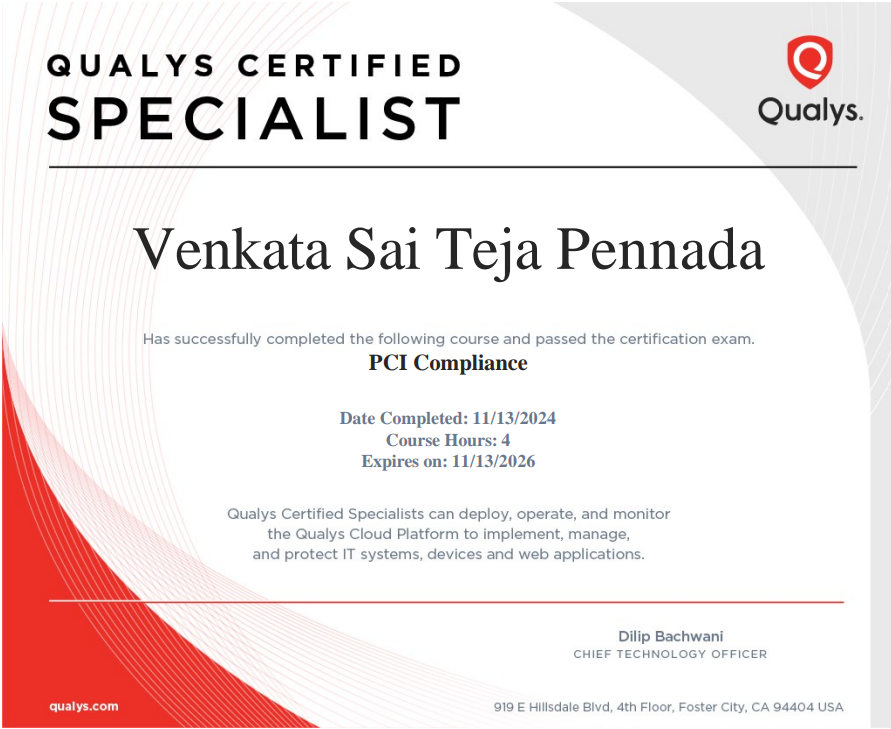 QUALYS CERTIFIED
SPECIALIST
Qualys.
Venkata Sai Teja Pennada
Has successfully completed the following course and passed the certification exam.
PCI Compliance
Date Completed: 11/13/2024
Course Hours: 4
Expires on: 11/13/2026
Qualys Certified Specialists can deploy, operate, and monitor
the Qualys Cloud Platform to implement, manage,
and protect IT systems, devices and web applications.
Dilip Bachwani
CHIEF TECHNOLOGY OFFICER
qualys.com
919 E Hillsdale Blvd, 4th Floor, Foster City, CA 94404 USA